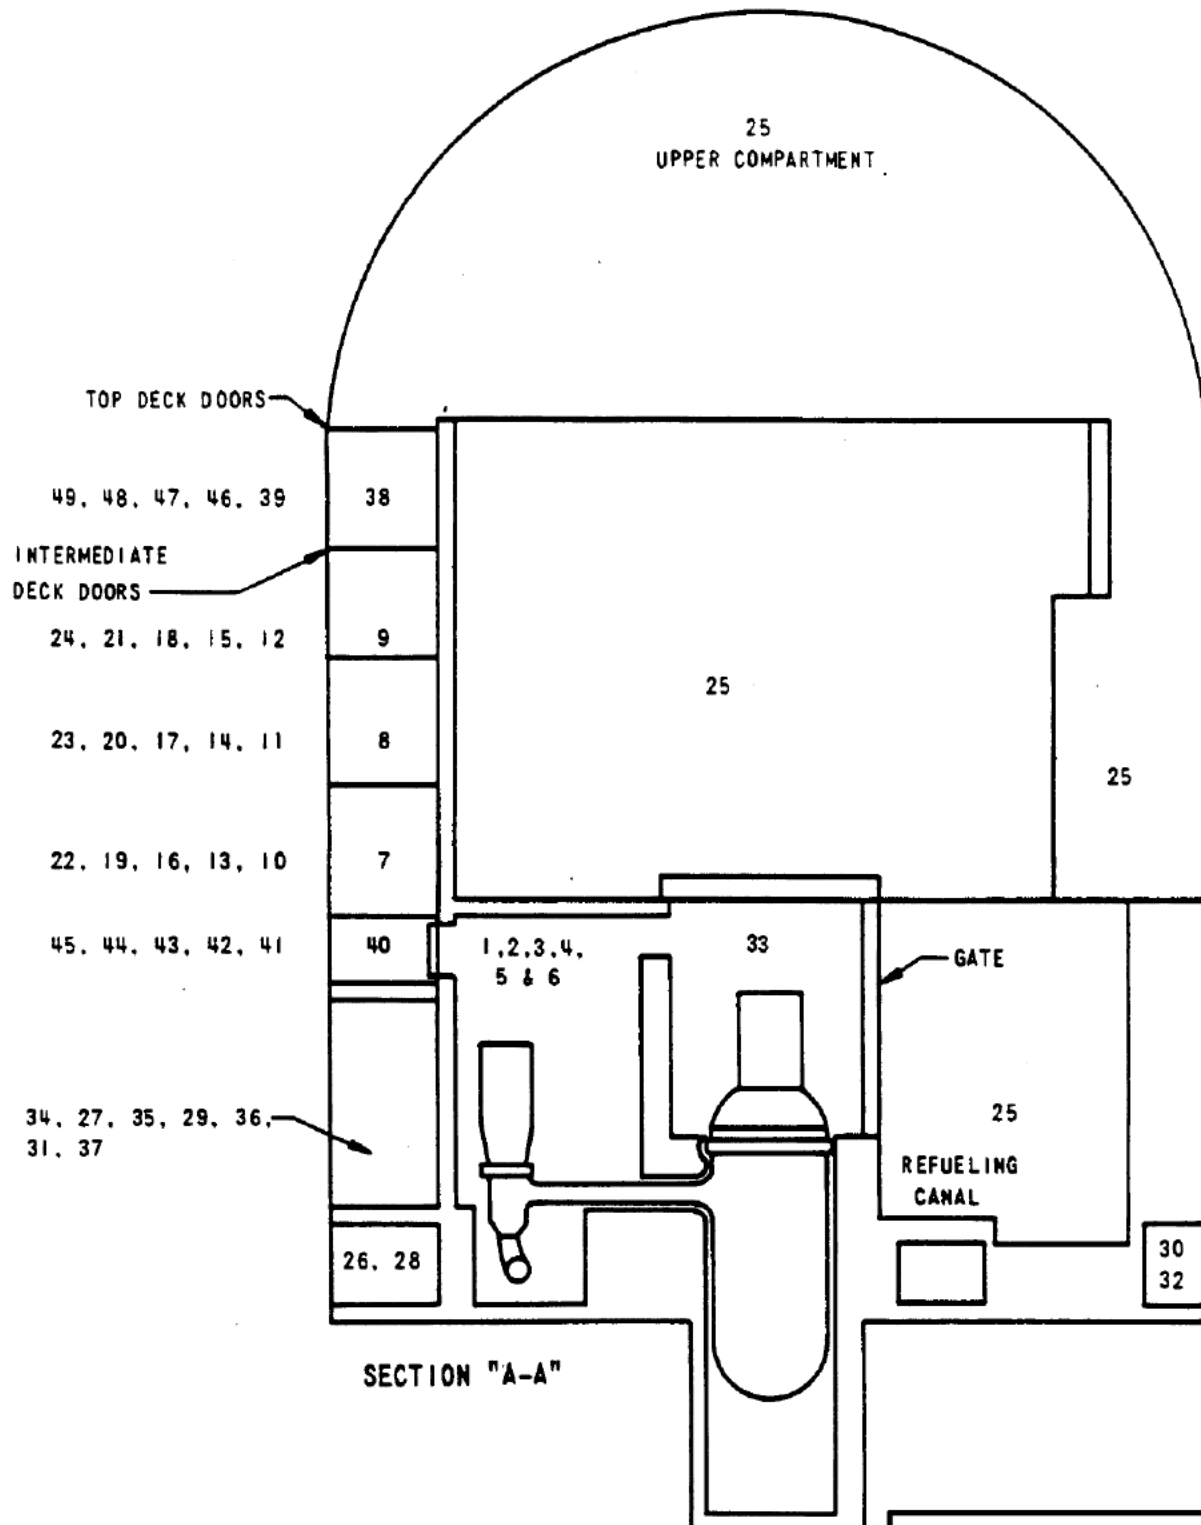 25
UPPER COMPARTMENT
TOP DECK DOORS
49, 48, 47, 46, 39
38
INTERMEDIATE
DECK DOORS
24, 21, 18, 15, 12
9
25
23, 20, 17, 14, 11
8
25
22, 19, 16, 13, 10
7
45, 44, 43, 42, 41
40
1,2,3,4,
5 & 6
33
GATE
34, 27, 35, 29, 36,
31, 37
25
REFUELING
CANAL
26, 28
30
32
SECTION "A-A"